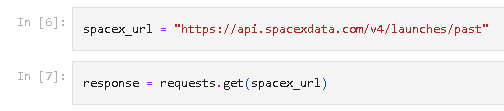 In [6]: spacex_url = "https://api.spacexdata.com/v4/launches/past"
In [7]: response = requests.get(spacex_url)